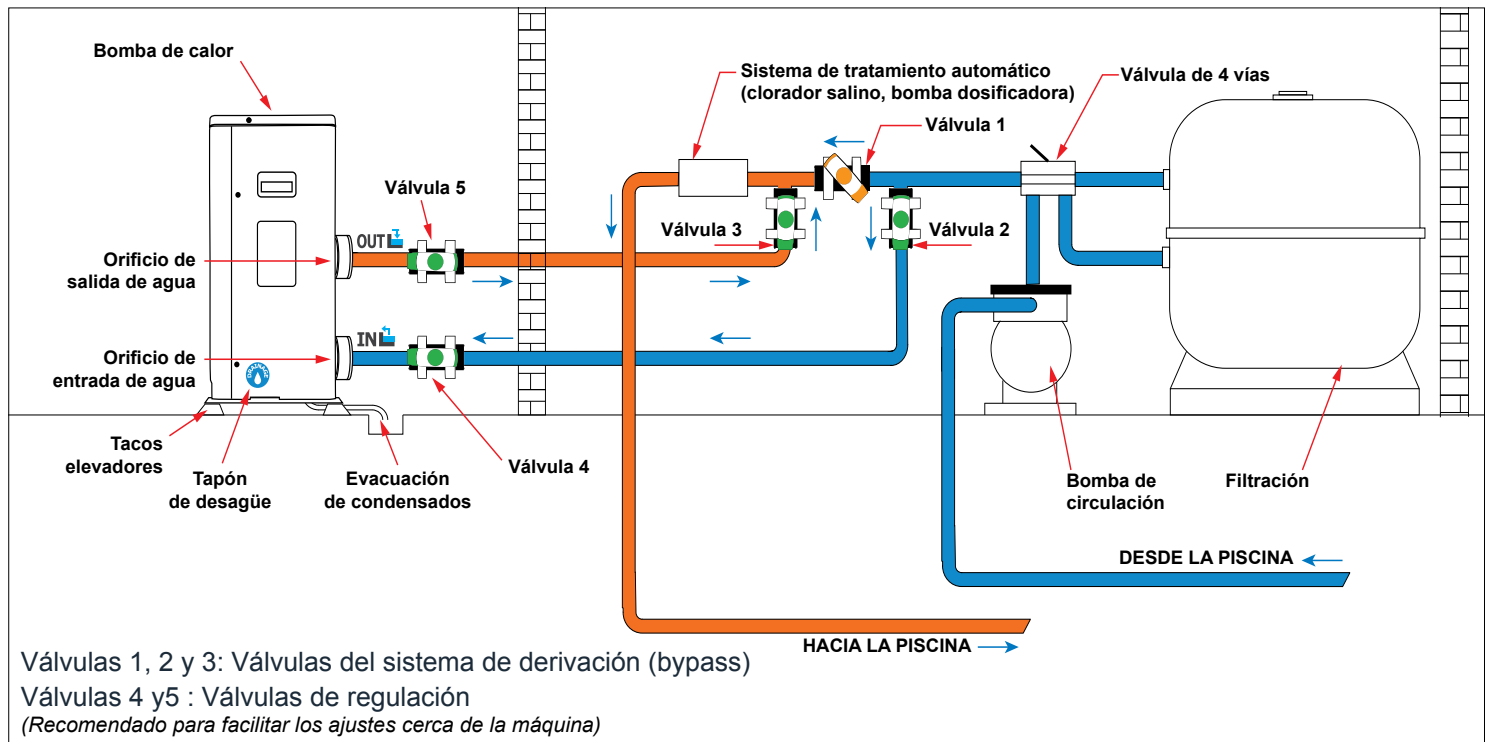 Bomba de calor
Sistema de tratamiento automático
(clorador salino, bomba dosificadora)
Válvula de 4 vías
Válvula 1
Válvula 5
Válvula 3
Válvula 2
OUT
Orificio de
salida de agua
IN
Orificio de
entrada de agua
DRAINAGE
Tacos
elevadores
Tapón
de desagüe
Evacuación
de condensados
Válvula 4
Bomba de
circulación
Filtración
DESDE LA PISCINA
HACIA LA PISCINA
Válvulas 1, 2 y 3: Válvulas del sistema de derivación (bypass)
Válvulas 4 y5 : Válvulas de regulación
(Recomendado para facilitar los ajustes cerca de la máquina)